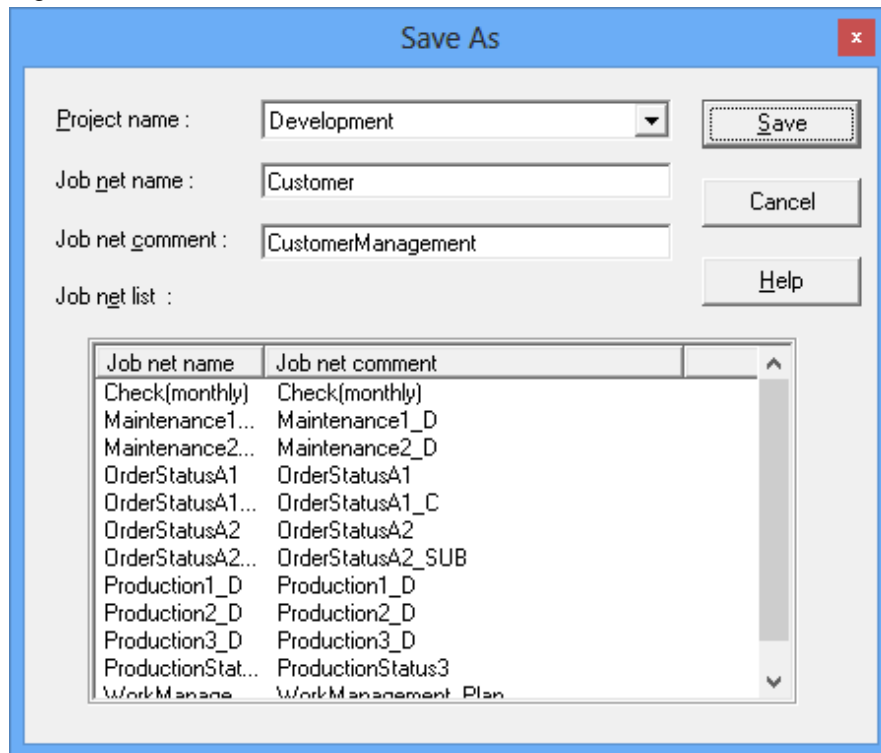 Save As
x
Project name : Development Save
Job net name : Customer
Cancel
Job net comment : CustomerManagement
Help
Job net list :
Job net name Job net comment
Check(monthly) Check(monthly)
Maintenance1... Maintenance1_D
Maintenance2... Maintenance2_D
OrderStatusA1 OrderStatusA1
OrderStatusA1... OrderStatusA1_C
OrderStatusA2 OrderStatusA2
OrderStatusA2... OrderStatusA2_SUB
Production1_D Production1_D
Production2_D Production2_D
Production3_D Production3_D
ProductionStat... ProductionStatus3
WorkManage WorkManagement_Plan